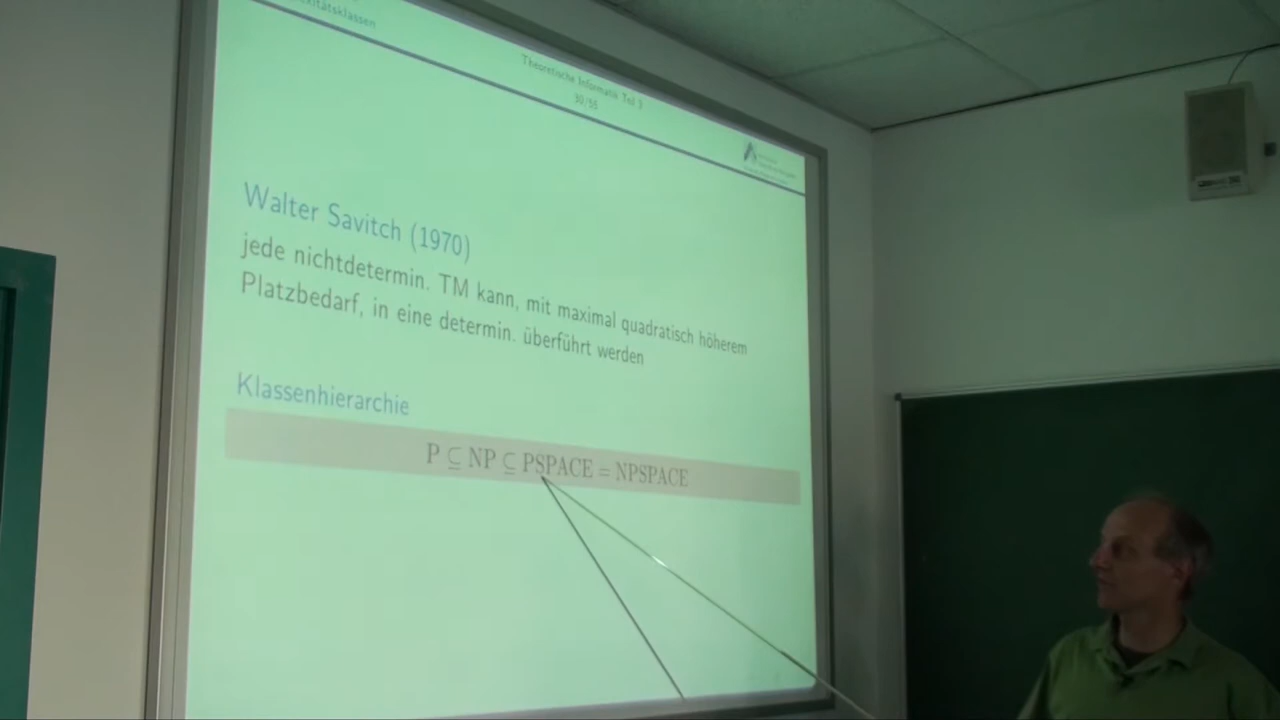 Theoretische Informatik Teil 3
30/55
Walter Savitch (1970)
jede nichtdetermin. TM kann, mit maximal quadratisch höherem
Platzbedarf, in eine determin. überführt werden
Klassenhierarchie
P ⊆ NP ⊆ PSPACE = NPSPACE